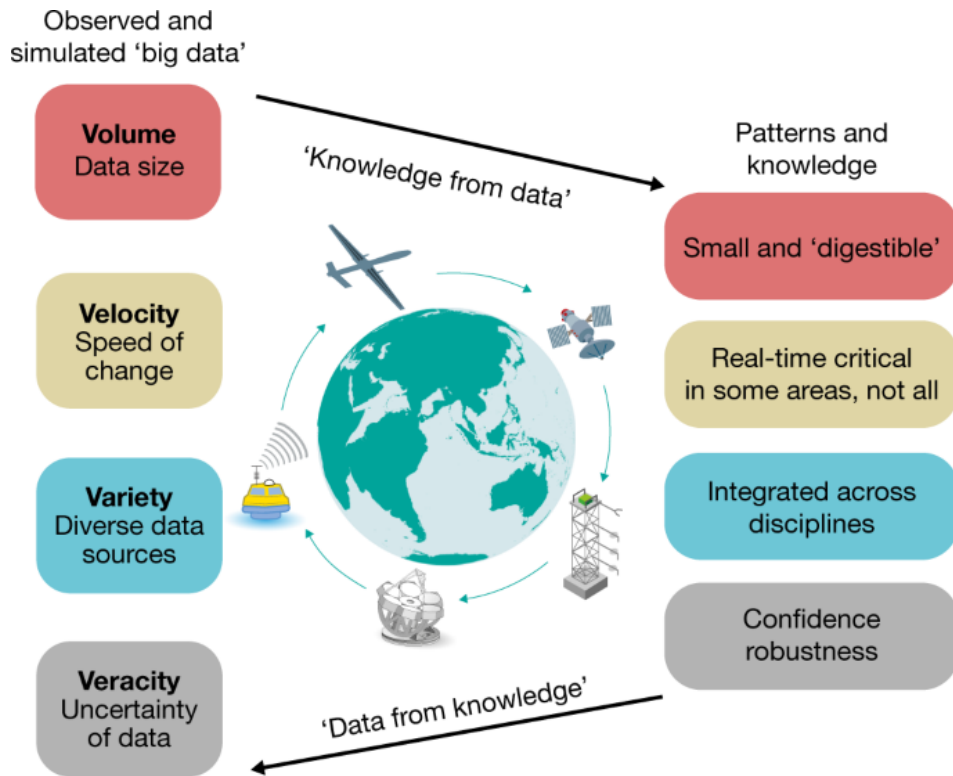 Observed and
simulated ‘big data’
Volume
Data size
Velocity
Speed of
change
Variety
Diverse data
sources
Veracity
Uncertainty
of data
‘Knowledge from data’
‘Data from knowledge’
Patterns and
knowledge
Small and ‘digestible’
Real-time critical
in some areas, not all
Integrated across
disciplines
Confidence
robustness